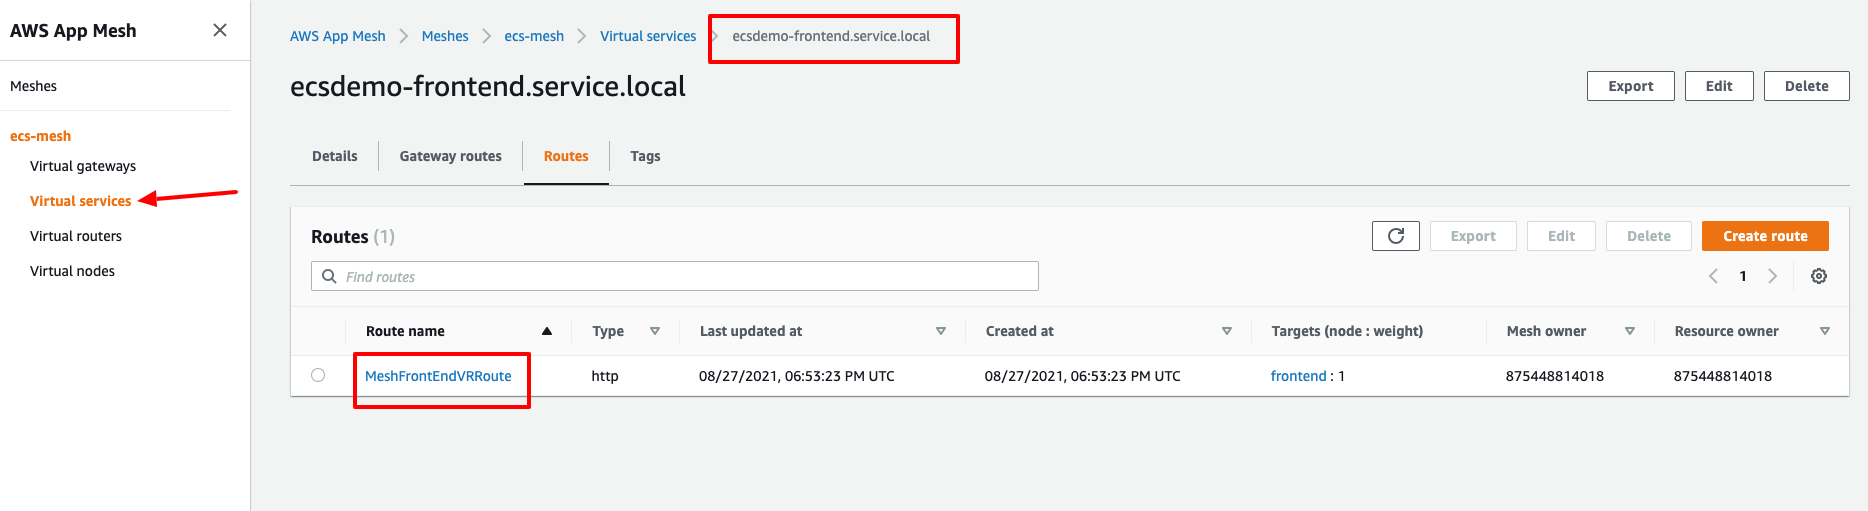 AWS App Mesh
Meshes
ecs-mesh
Virtual gateways
Virtual services
Virtual routers
Virtual nodes
AWS App Mesh Meshes ecs-mesh Virtual services ecsdemo-frontend.service.local
ecsdemo-frontend.service.local
Export Edit Delete
Details Gateway routes Routes Tags
Routes (1)
Export Edit Delete Create route
Find routes
1
Route name Type Last updated at Created at Targets (node : weight) Mesh owner Resource owner
MeshFrontEndVRRoute http 08/27/2021, 06:53:23 PM UTC 08/27/2021, 06:53:23 PM UTC frontend : 1 875448814018 875448814018